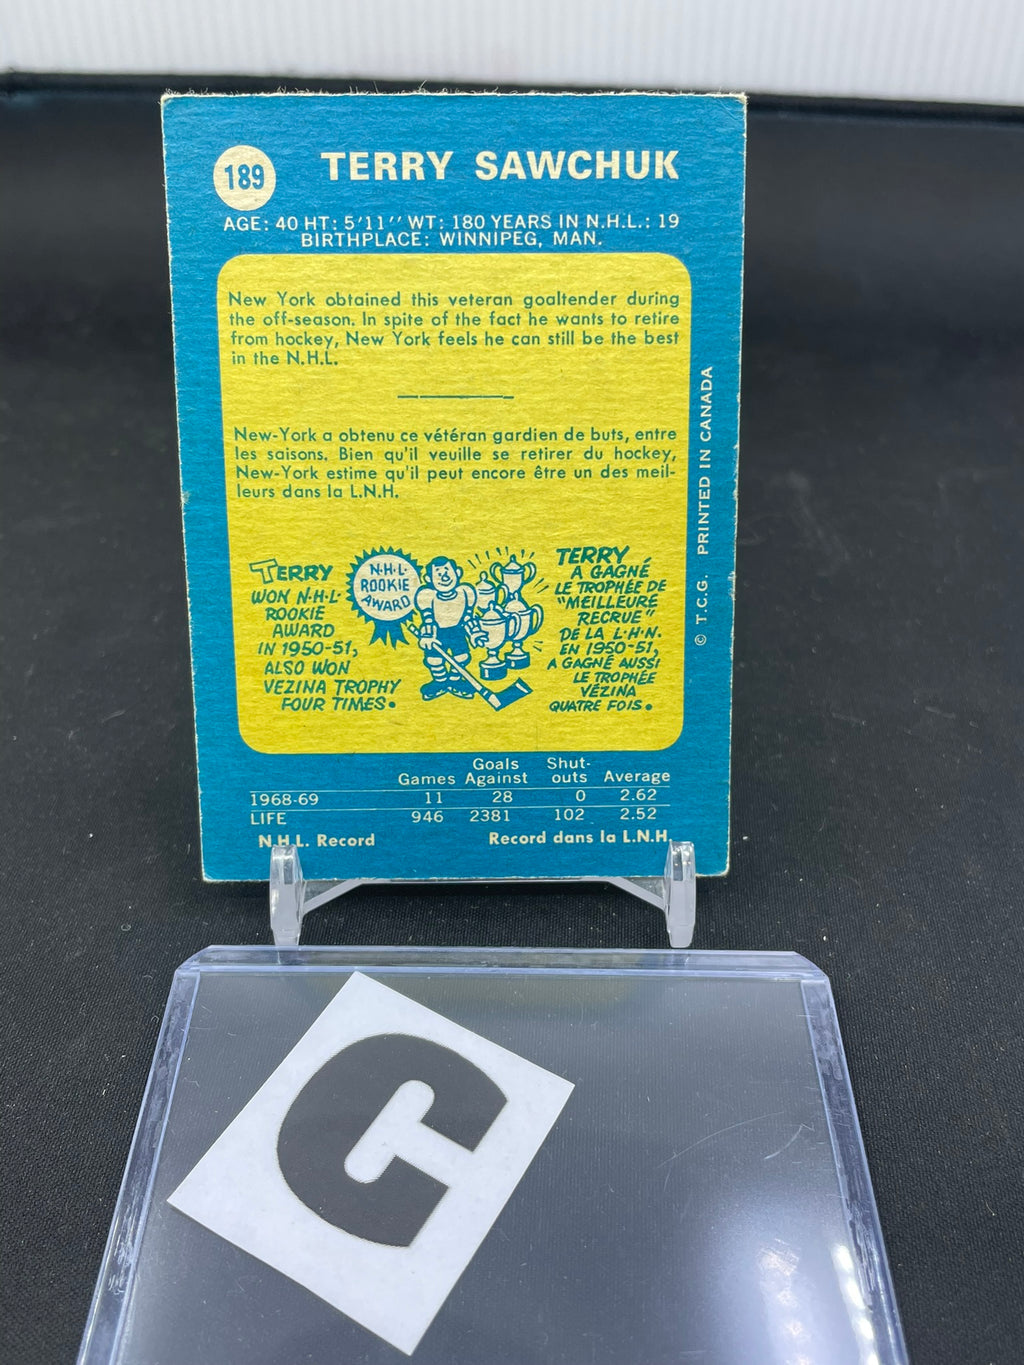 189
TERRY SAWCHUK
AGE: 40 HT: 5'11'' WT: 180 YEARS IN N.H.L.: 19
BIRTHPLACE: WINNIPEG, MAN.
New York obtained this veteran goaltender during
the off-season. In spite of the fact he wants to retire
from hockey, New York feels he can still be the best
in the N.H.L.
New-York a obtenu ce vétéran gardien de buts, entre
les saisons. Bien qu'il veuille se retirer du hockey,
New-York estime qu'il peut encore être un des meil-
leurs dans la L.N.H.
TERRY
WON N·H·L·
ROOKIE
AWARD
IN 1950-51,
ALSO WON
VEZINA TROPHY
FOUR TIMES.
N·H·L·
ROOKIE
AWARD
TERRY
A GAGNÉ
LE TROPHÉE DE
"MEILLEURE
RECRUE"
DE LA L·H·N.
EN 1950-51,
A GAGNÉ AUSSI
LE TROPHÉE
VÉZINA
QUATRE FOIS.
© T.C.G. PRINTED IN CANADA
Games Goals Against Shut-outs Average
1968-69 11 28 0 2.62
LIFE 946 2381 102 2.52
N.H.L. Record Record dans la L.N.H.
C